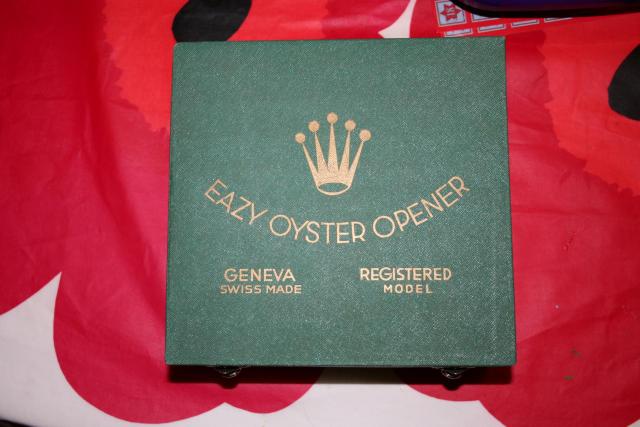 EAZY OYSTER OPENER
GENEVA
SWISS MADE
REGISTERED
MODEL